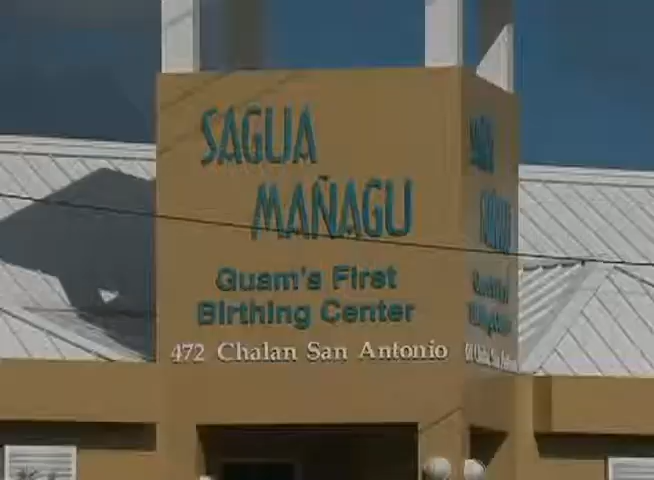 SAGUA
MAÑAGU
Guam's First
Birthing Center
472 Chalan San Antonio